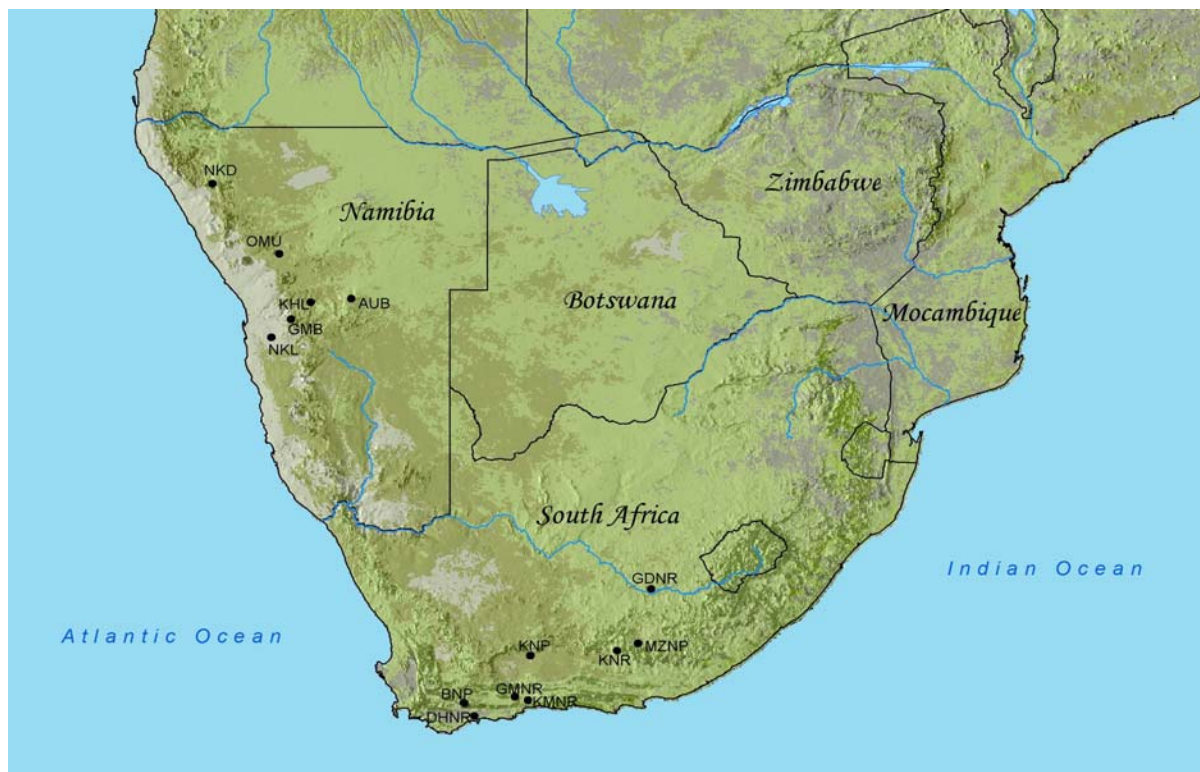 NKD
Zimbabwe
Namibia
OMU
KHL
AUB
Botswana
Mocambique
GMB
NKL
South Africa
GDNR
Indian Ocean
Atlantic Ocean
KNP
MZNP
KNR
GMNR
BNP
KMNR
DHNR